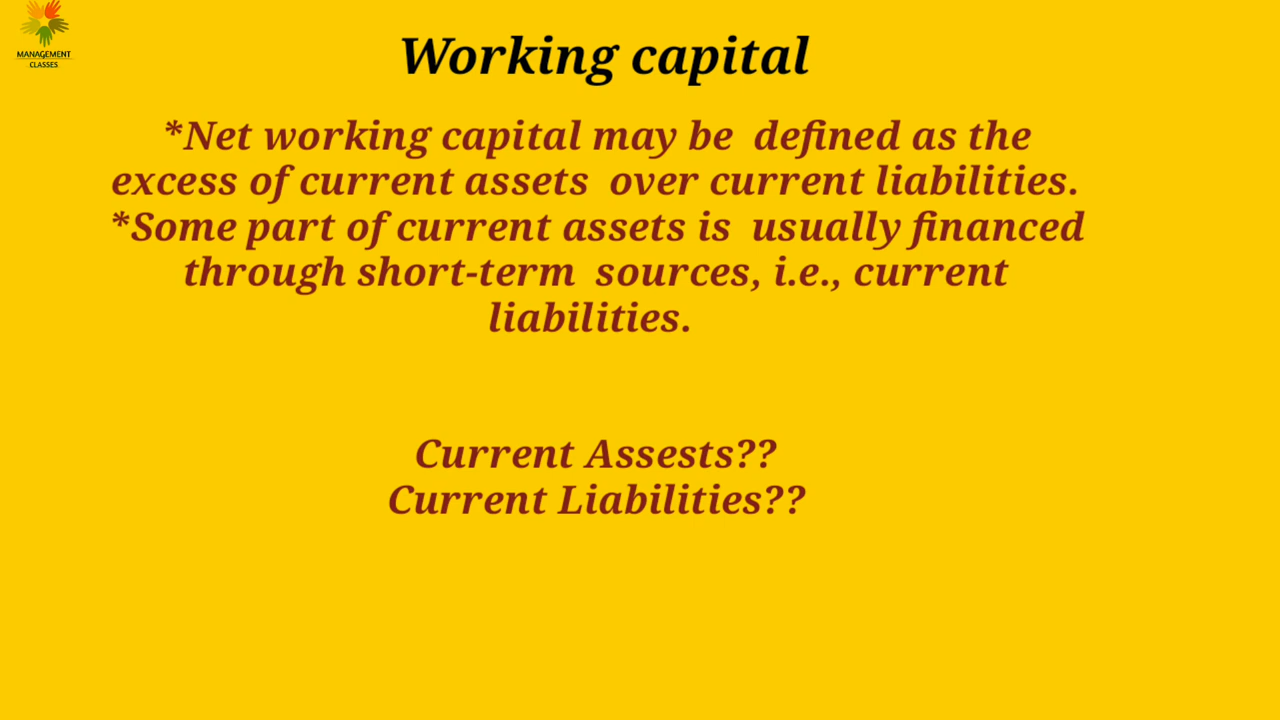 MANAGEMENT
CLASSES
Working capital
*Net working capital may be defined as the
excess of current assets over current liabilities.
*Some part of current assets is usually financed
through short-term sources, i.e., current
liabilities.
Current Assests??
Current Liabilities??